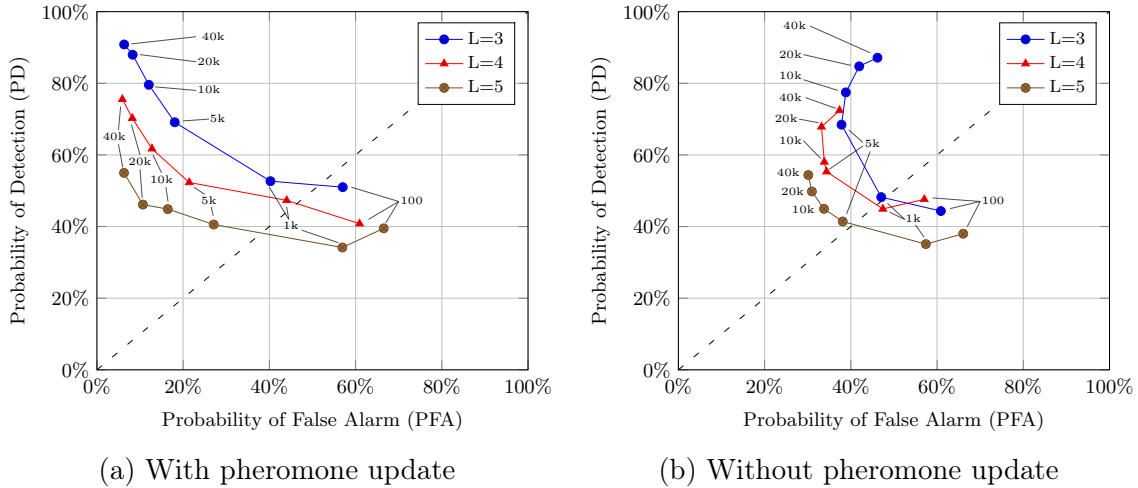 100%
80%
60%
40%
20%
0%
0%
20%
40%
60%
80%
100%
Probability of Detection (PD)
Probability of False Alarm (PFA)
L=3
L=4
L=5
40k
20k
10k
5k
40k
20k
10k
5k
1k
100
(a) With pheromone update
100%
80%
60%
40%
20%
0%
0%
20%
40%
60%
80%
100%
Probability of Detection (PD)
Probability of False Alarm (PFA)
L=3
L=4
L=5
40k
20k
10k
40k
20k
10k
5k
40k
20k
10k
1k
100
(b) Without pheromone update